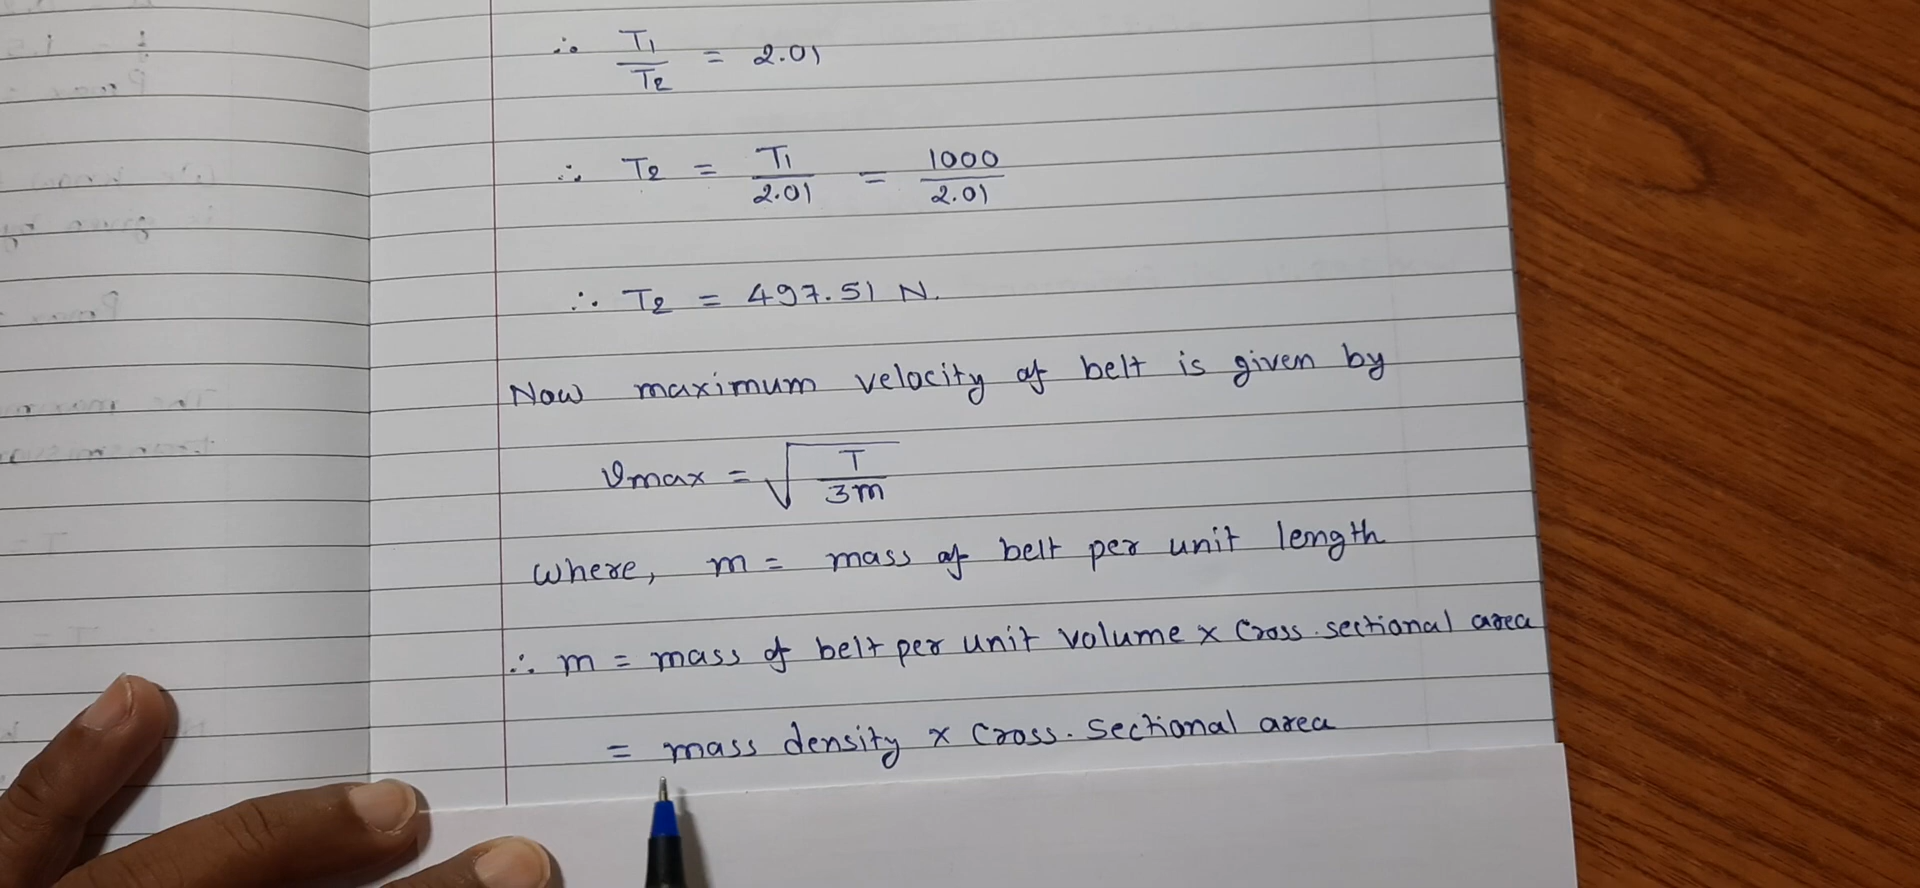 ∴ T1/T2 = 2.01
∴ T2 = T1/2.01 = 1000/2.01
∴ T2 = 497.51 N.
Now maximum velocity of belt is given by
vmax = √(T/3m)
where, m = mass of belt per unit length
∴ m = mass of belt per unit volume x Cross.sectional area
= mass density x Cross.sectional area